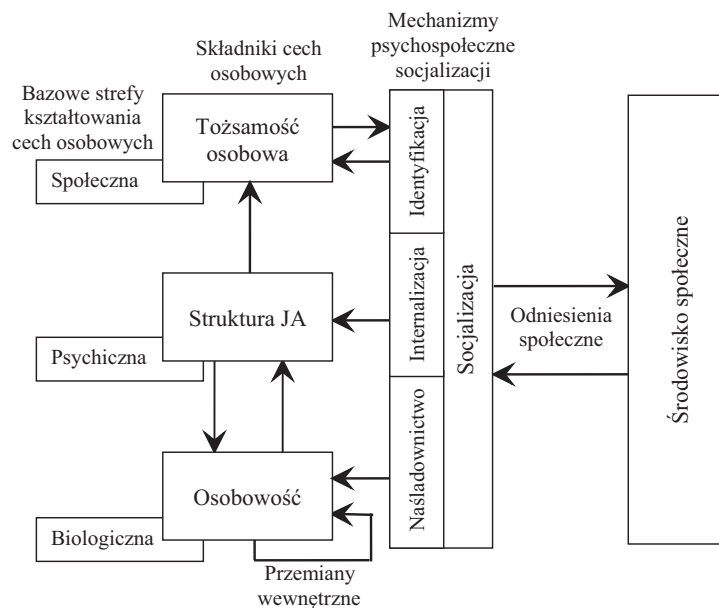 Mechanizmy
psychospołeczne
socjalizacji
Składniki cech
osobowych
Bazowe strefy
kształtowania
cech osobowych
Tożsamość
osobowa
Społeczna
Identyfikacja
Struktura JA
Psychiczna
Internalizacja
Socjalizacja
Odniesienia
społeczne
Środowisko społeczne
Osobowość
Biologiczna
Naśladownictwo
Przemiany
wewnętrzne